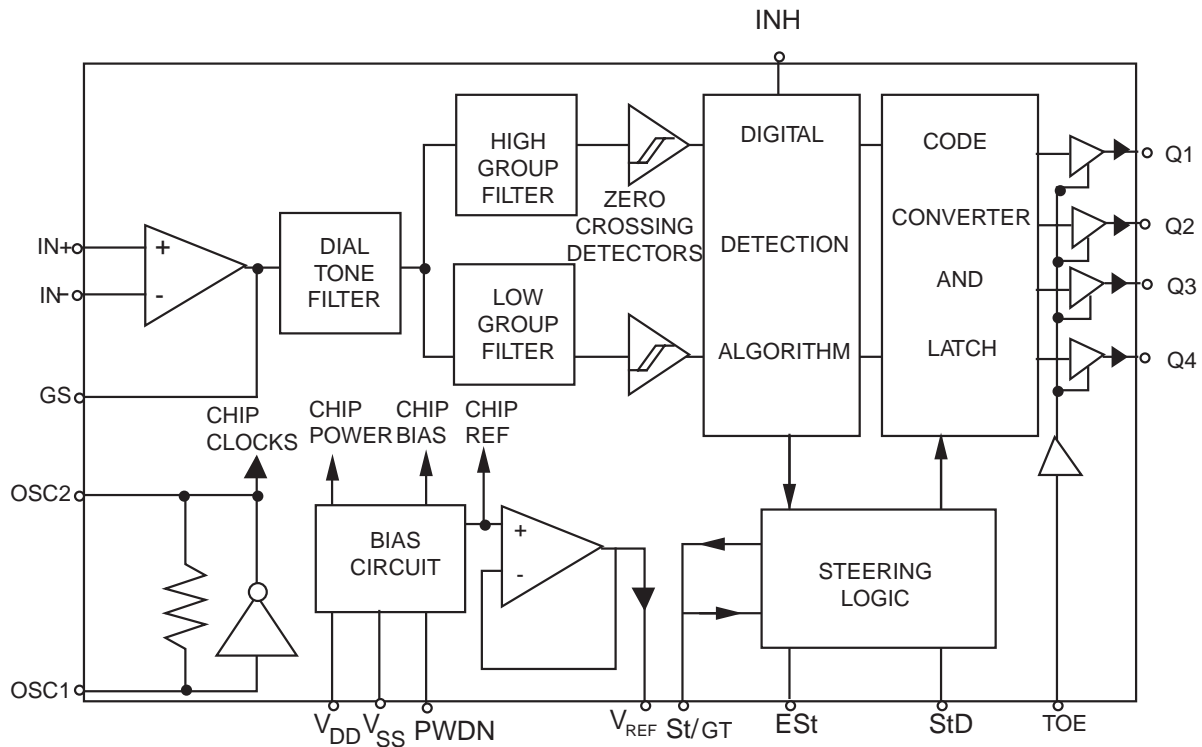 INH
HIGH
GROUP
FILTER
DIGITAL
DETECTION
ALGORITHM
CODE
CONVERTER
AND
LATCH
Q1
Q2
Q3
Q4
ZERO
CROSSING
DETECTORS
IN+
IN-
+
-
DIAL
TONE
FILTER
LOW
GROUP
FILTER
GS
CHIP
CLOCKS
CHIP
POWER
CHIP
BIAS
CHIP
REF
OSC2
OSC1
BIAS
CIRCUIT
+
-
STEERING
LOGIC
VDD
VSS
PWDN
VREF
St/GT
ESt
StD
TOE